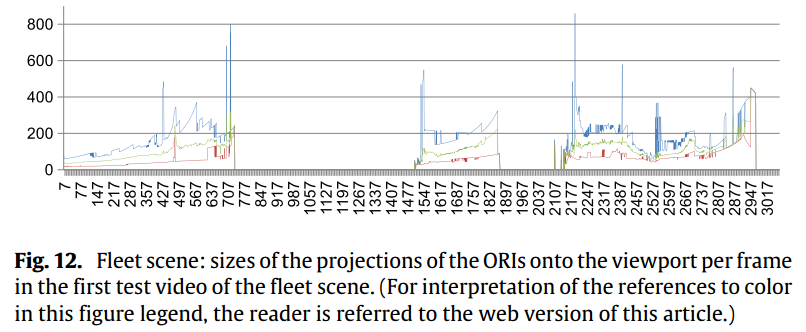 800
600
400
200
0
7 77 147 217 287 357 427 497 567 637 707 777 847 917 987 1057 1127 1197 1267 1337 1407 1477 1547 1617 1687 1757 1827 1897 1967 2037 2107 2177 2247 2317 2387 2457 2527 2597 2667 2737 2807 2877 2947 3017
Fig. 12. Fleet scene: sizes of the projections of the ORIs onto the viewport per frame
in the first test video of the fleet scene. (For interpretation of the references to color
in this figure legend, the reader is referred to the web version of this article.)